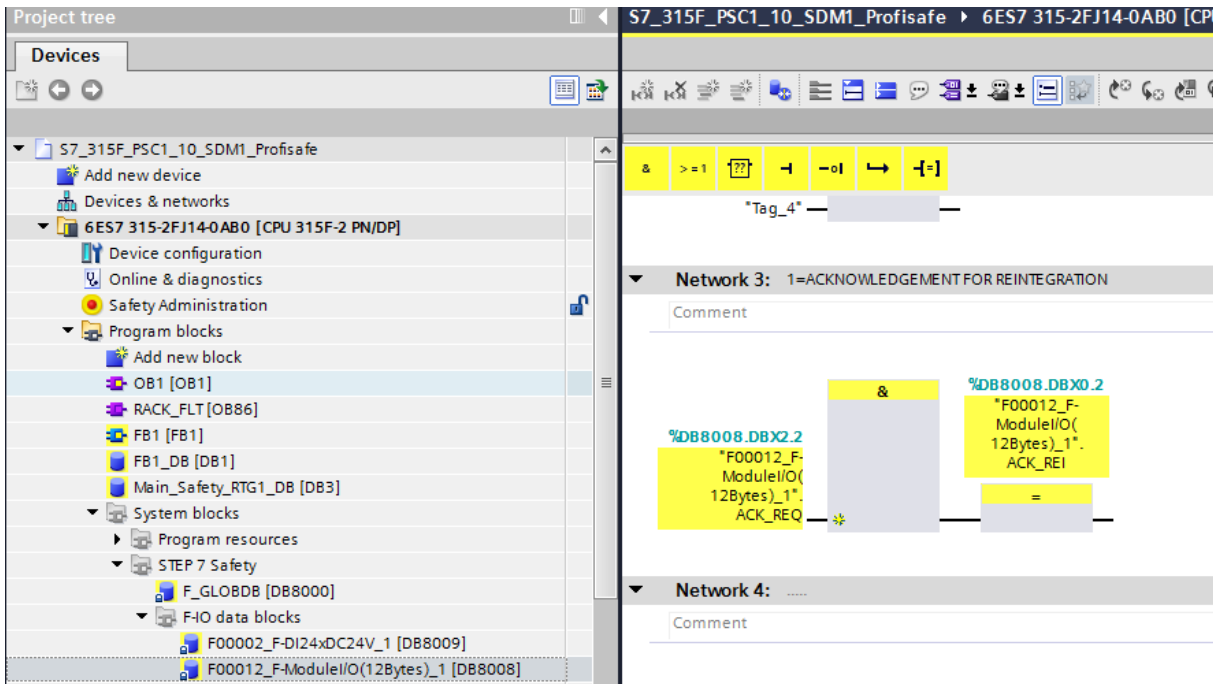 Project tree
Devices
S7_315F_PSC1_10_SDM1_Profisafe
Add new device
Devices & networks
6ES7 315-2FJ14-0AB0 [CPU 315F-2 PN/DP]
Device configuration
Online & diagnostics
Safety Administration
Program blocks
Add new block
OB1 [OB1]
RACK_FLT [OB86]
FB1 [FB1]
FB1_DB [DB1]
Main_Safety_RTG1_DB [DB3]
System blocks
Program resources
STEP 7 Safety
F_GLOBDB [DB8000]
F-IO data blocks
F00002_F-DI24xDC24V_1 [DB8009]
F00012_F-ModuleI/O(12Bytes)_1 [DB8008]
S7_315F_PSC1_10_SDM1_Profisafe 6ES7 315-2FJ14-0AB0 [CP
& >=1 ?? -| -o| -[=]
"Tag_4"
Network 3: 1=ACKNOWLEDGEMENT FOR REINTEGRATION
Comment
&
%DB8008.DBX2.2
"F00012_F-
ModuleI/O(
12Bytes)_1".
ACK_REQ
%DB8008.DBX0.2
"F00012_F-
ModuleI/O(
12Bytes)_1".
ACK_REI
=
Network 4: .....
Comment